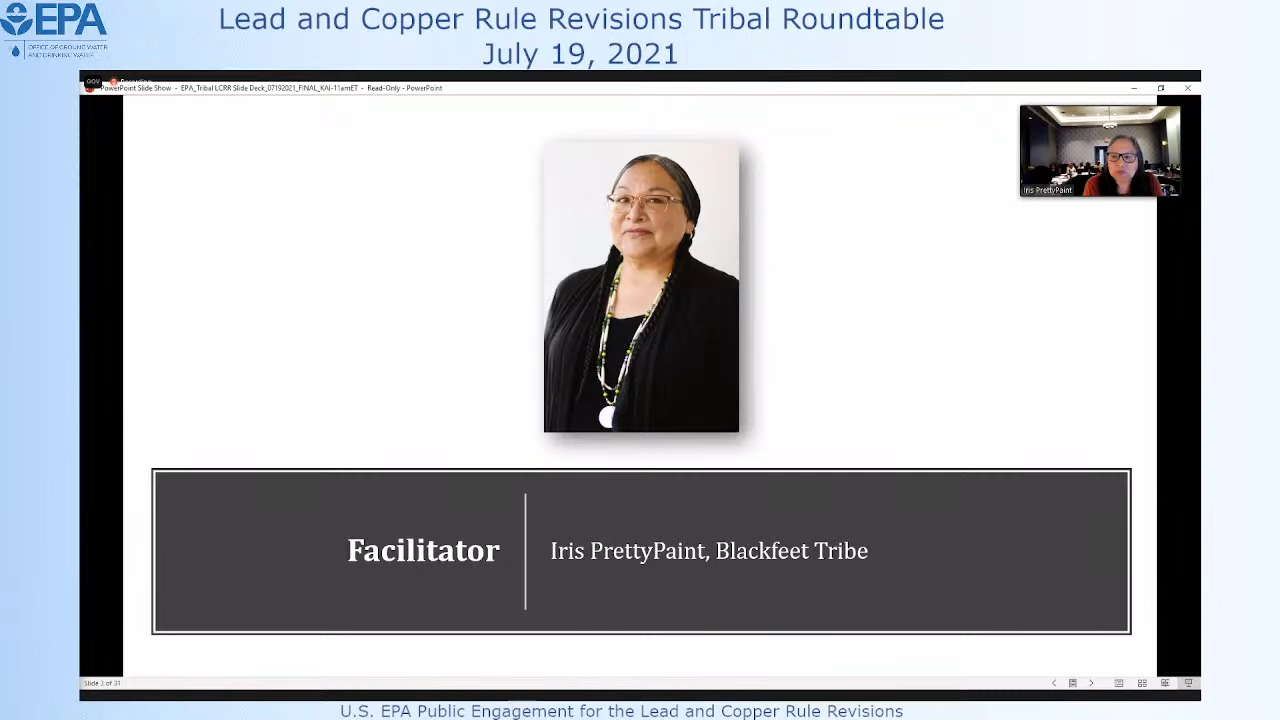 EPA
OFFICE OF GROUND WATER
AND DRINKING WATER
Lead and Copper Rule Revisions Tribal Roundtable
July 19, 2021
Recording
PowerPoint Slide Show - EPA_Tribal LCRR Slide Deck_07192021_FINAL_KAI-11amET - Read-Only - PowerPoint
Iris PrettyPaint
Facilitator
Iris PrettyPaint, Blackfeet Tribe
Slide 3 of 31
U.S. EPA Public Engagement for the Lead and Copper Rule Revisions